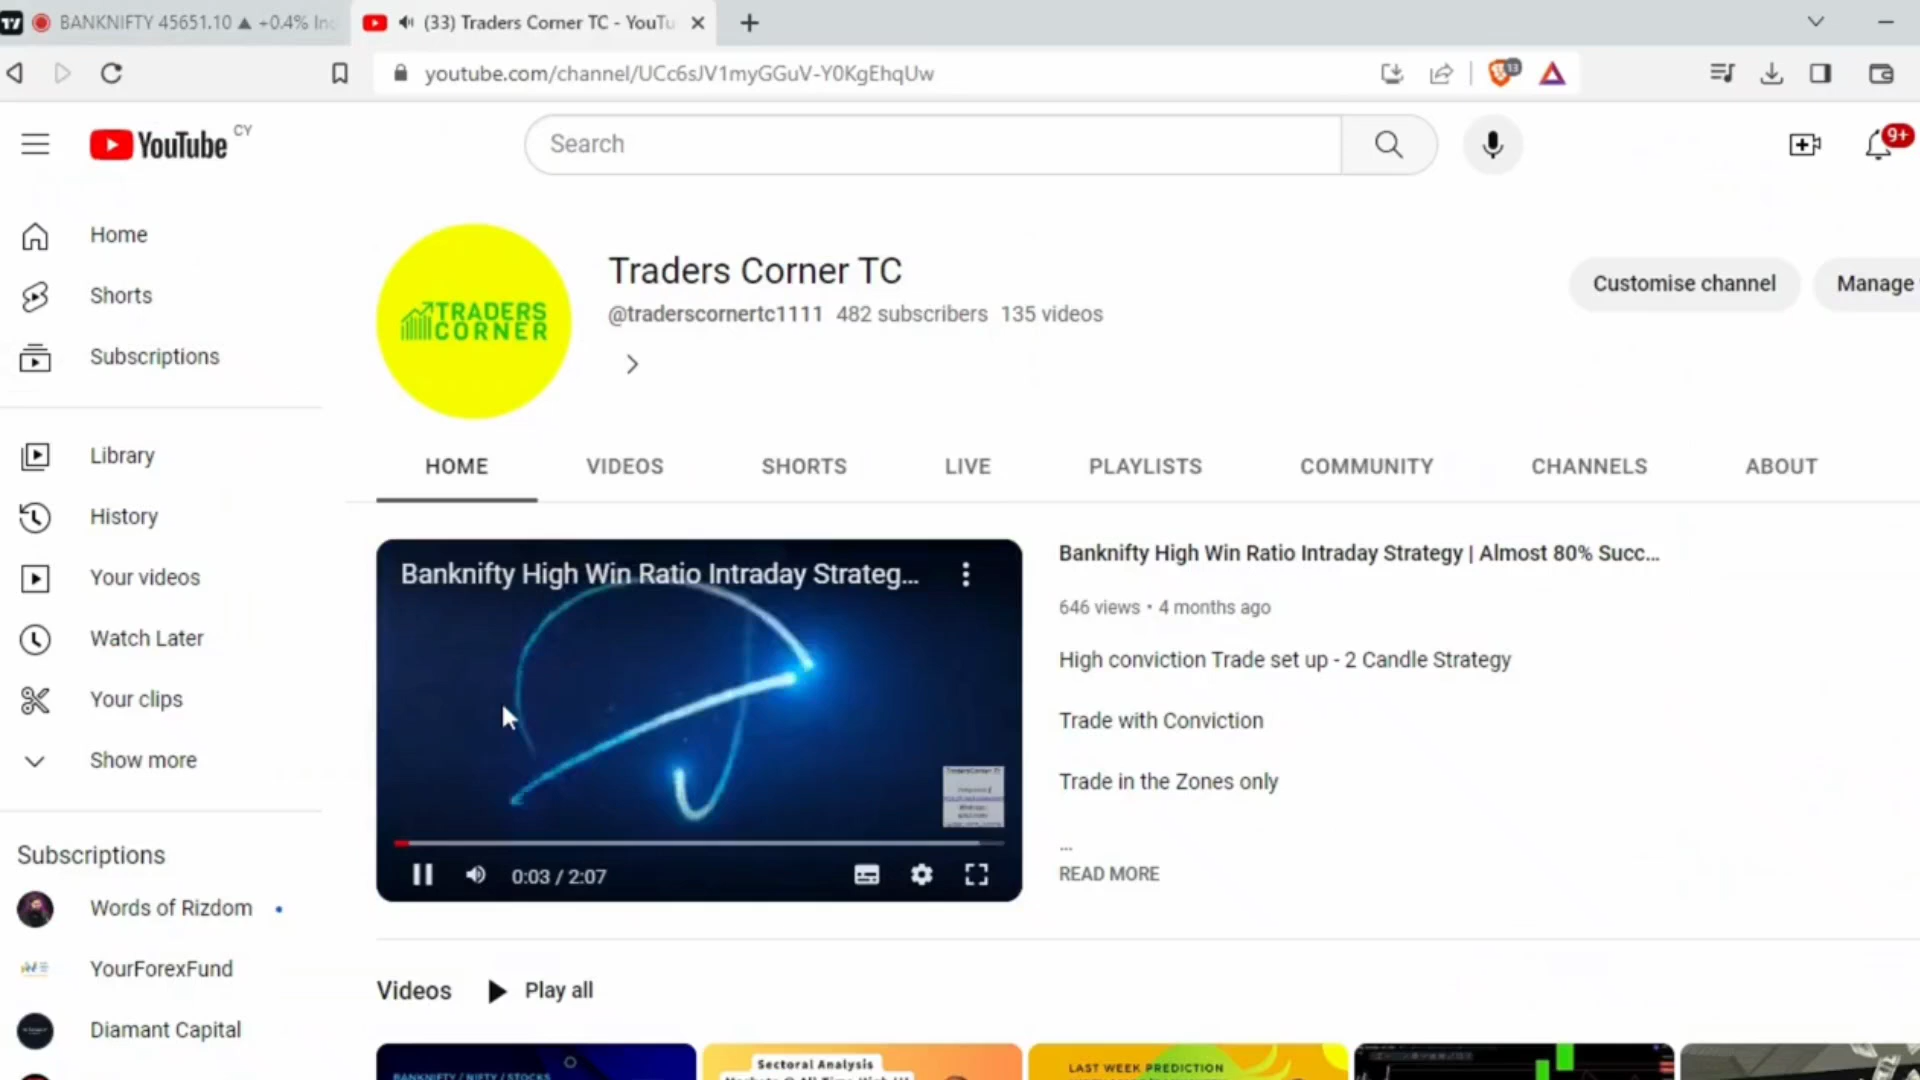 BANKNIFTY 45651.10 ▲ +0.4%
(33) Traders Corner TC - YouTu
youtube.com/channel/UCc6sJV1myGGuV-Y0KgEhqUw
13
YouTube CY
Search
9+
Home
Shorts
Subscriptions
Library
History
Your videos
Watch Later
Your clips
Show more
Subscriptions
Words of Rizdom
YourForexFund
Diamant Capital
TRADERS
CORNER
Traders Corner TC
@traderscornertc1111 482 subscribers 135 videos
Customise channel
Manage
HOME VIDEOS SHORTS LIVE PLAYLISTS COMMUNITY CHANNELS ABOUT
Banknifty High Win Ratio Intraday Strateg...
0:03 / 2:07
Banknifty High Win Ratio Intraday Strategy | Almost 80% Succ...
646 views • 4 months ago
High conviction Trade set up - 2 Candle Strategy
Trade with Conviction
Trade in the Zones only
...
READ MORE
Videos
Play all
BANKNIFTY / NIFTY / STOCKS
Sectoral Analysis
LAST WEEK PREDICTION